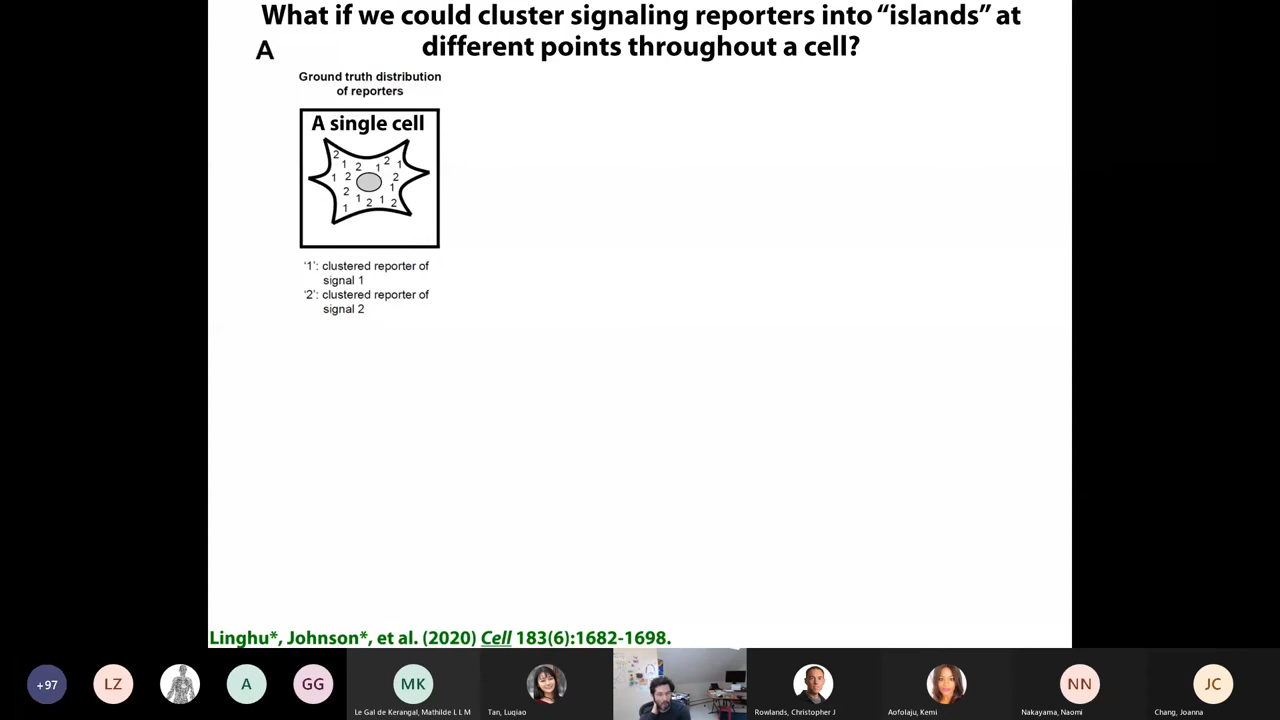 What if we could cluster signaling reporters into “islands” at
different points throughout a cell?
A
Ground truth distribution
of reporters
A single cell
2
1 2 1 2 1
1 2 2
2 1
1 1 2 1 2
‘1’: clustered reporter of
signal 1
‘2’: clustered reporter of
signal 2
Linghu*, Johnson*, et al. (2020) Cell 183(6):1682-1698.
+97
LZ
A
GG
MK
NN
JC
Le Gal de Kerangal, Mathilde L L M
Tan, Luqiao
Rowlands, Christopher J
Aofolaju, Kemi
Nakayama, Naomi
Chang, Joanna